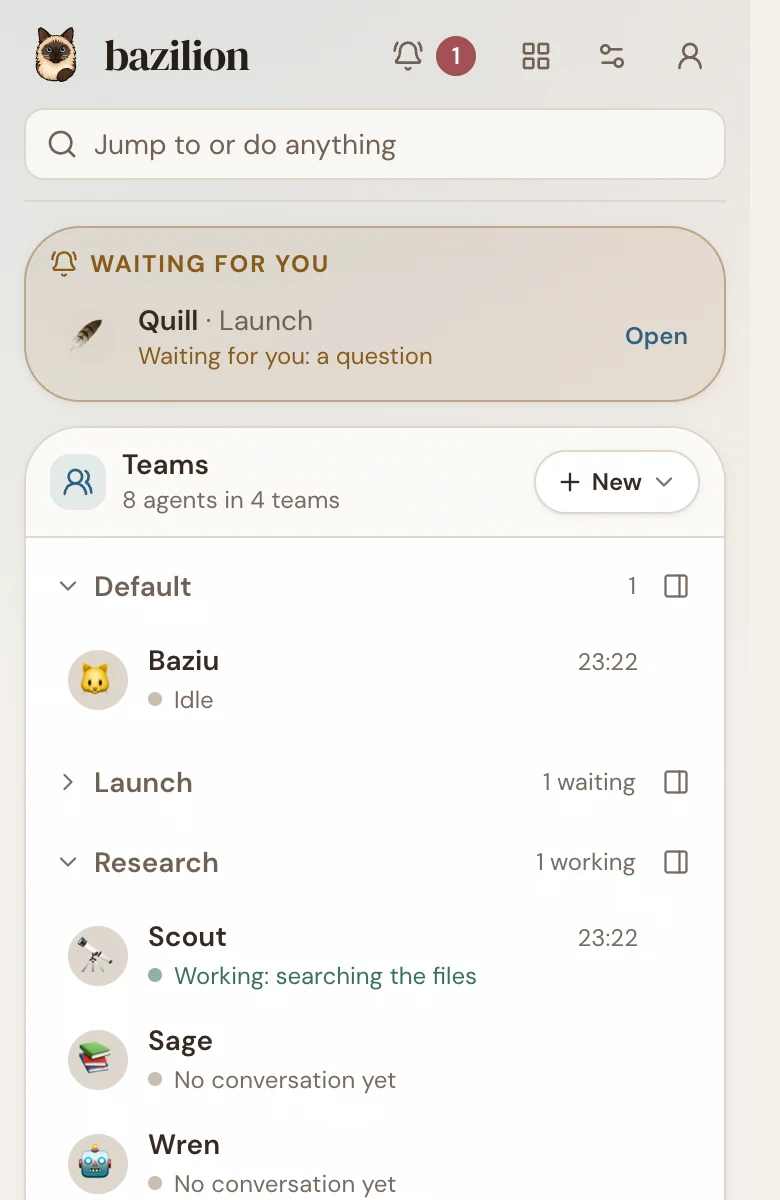 bazilion
1
Jump to or do anything
WAITING FOR YOU
Quill · Launch
Waiting for you: a question
Open
Teams
8 agents in 4 teams
New
Default
1
Baziu
23:22
Idle
Launch
1 waiting
Research
1 working
Scout
23:22
Working: searching the files
Sage
No conversation yet
Wren
No conversation yet